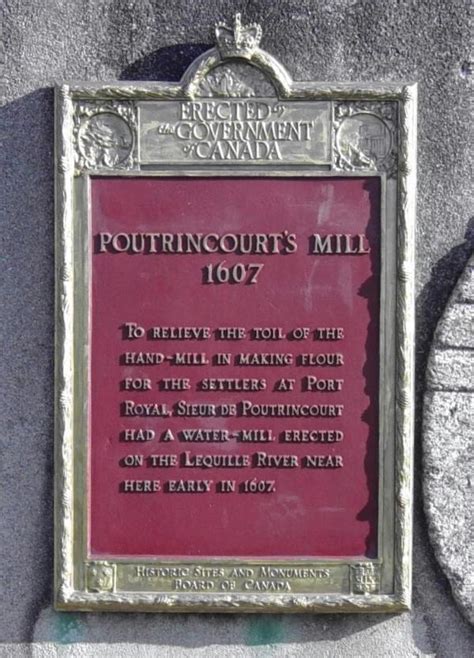 ERECTED by
the GOVERNMENT
of CANADA
POUTRINCOURT'S MILL
1607
TO RELIEVE THE TOIL OF THE
HAND-MILL IN MAKING FLOUR
FOR THE SETTLERS AT PORT
ROYAL, SIEUR DE POUTRINCOURT
HAD A WATER-MILL ERECTED
ON THE LEQUILLE RIVER NEAR
HERE EARLY IN 1607.
HISTORIC SITES AND MONUMENTS
BOARD OF CANADA